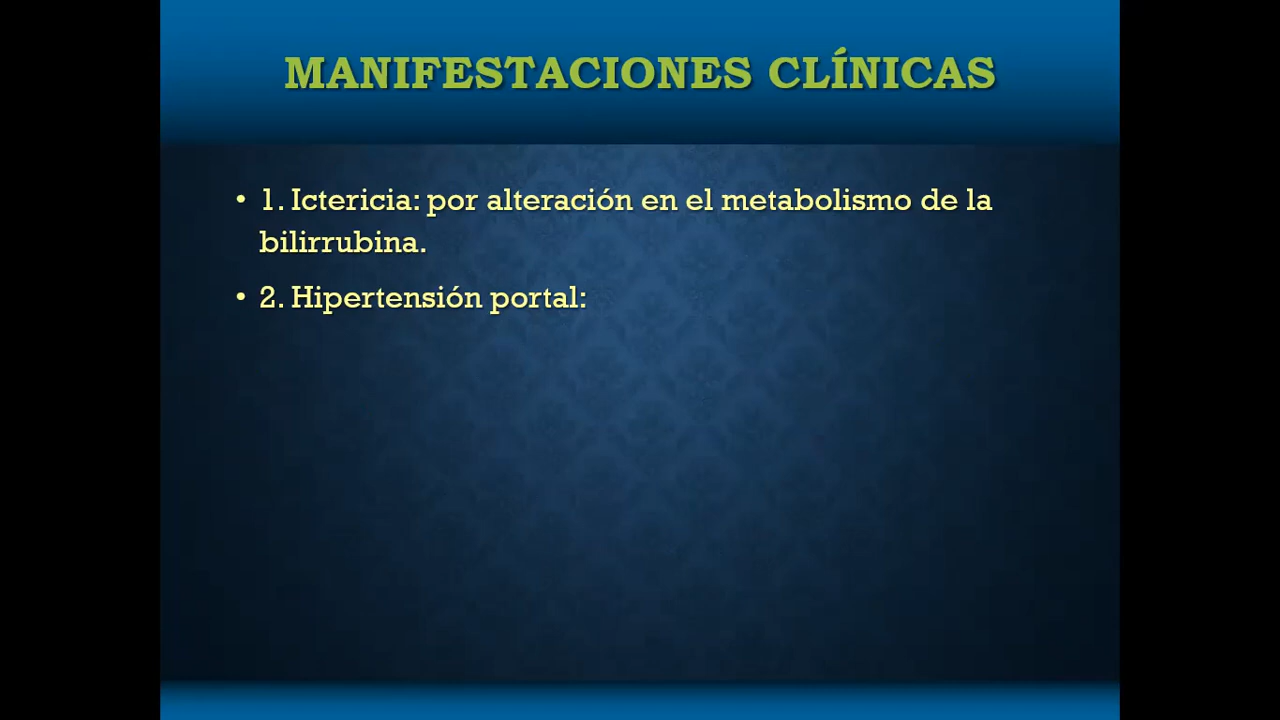 MANIFESTACIONES CLÍNICAS
• 1. Ictericia: por alteración en el metabolismo de la
bilirrubina.
• 2. Hipertensión portal: